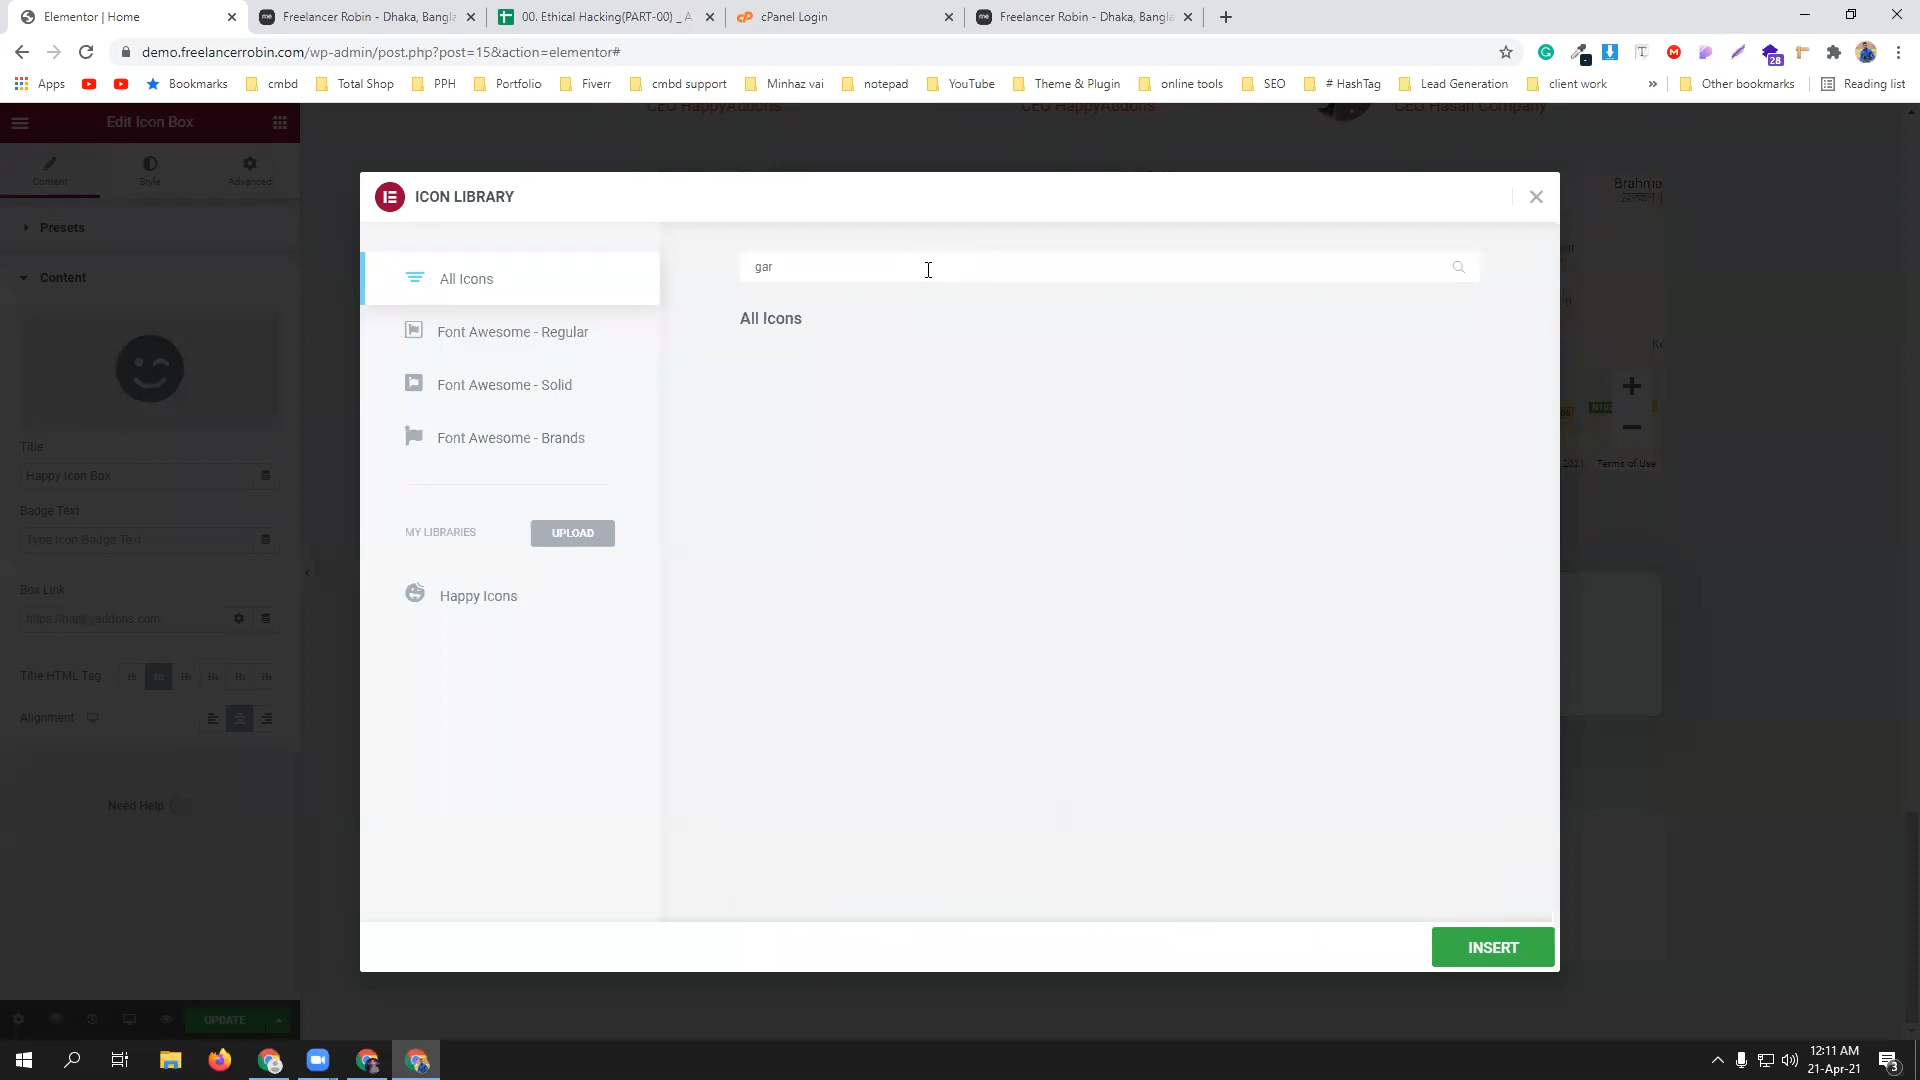 Elementor | Home
Freelancer Robin - Dhaka, Bangla
00. Ethical Hacking(PART-00) _ A
cPanel Login
Freelancer Robin - Dhaka, Bangla
demo.freelancerrobin.com/wp-admin/post.php?post=15&action=elementor#
28
Apps
Bookmarks
cmbd
Total Shop
PPH
Portfolio
Fiverr
cmbd support
Minhaz vai
notepad
YouTube
Theme & Plugin
online tools
SEO
# HashTag
Lead Generation
client work
»
Other bookmarks
Reading list
CEO HappyAddons
CEO HappyAddons
CEO Hasan Company
Edit Icon Box
Content
Style
Advanced
Presets
Content
Title
Happy Icon Box
Badge Text
Type Icon Badge Text
Box Link
https://happyaddons.com
Title HTML Tag
Alignment
Need Help
UPDATE
ICON LIBRARY
All Icons
Font Awesome - Regular
Font Awesome - Solid
Font Awesome - Brands
MY LIBRARIES
UPLOAD
Happy Icons
gar
All Icons
INSERT
Brahma
2021
Terms of Use
12:11 AM
21-Apr-21
3